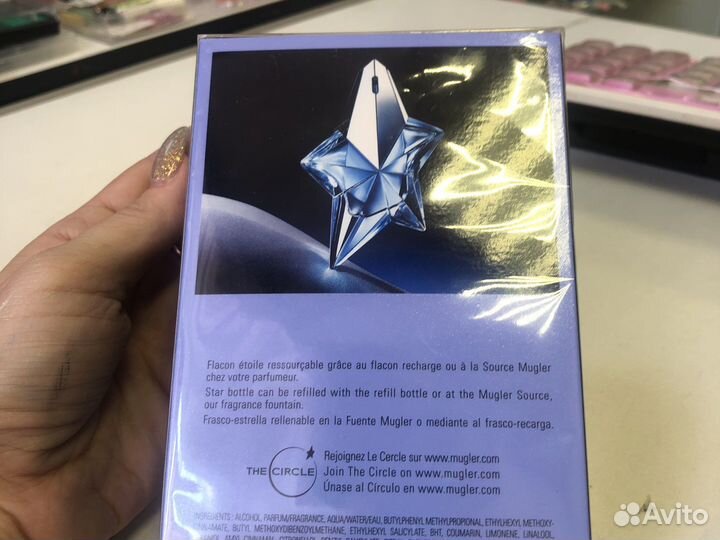 Flacon étoile ressourçable grâce au flacon recharge ou à la Source Mugler
chez votre parfumeur.
Star bottle can be refilled with the refill bottle or at the Mugler Source,
our fragrance fountain.
Frasco-estrella rellenable en la Fuente Mugler o mediante al frasco-recarga.
THE CIRCLE
Rejoignez Le Cercle sur www.mugler.com
Join The Circle on www.mugler.com
Únase al Círculo en www.mugler.com
INGREDIENTS: ALCOHOL, PARFUM/FRAGRANCE, AQUA/WATER/EAU, BUTYLPHENYL METHYLPROPIONAL, ETHYLHEXYL METHOXY-
CINNAMATE, BUTYL METHOXYDIBENZOYLMETHANE, ETHYLHEXYL SALICYLATE, BHT, COUMARIN, LIMONENE, LINALOOL,
Avito